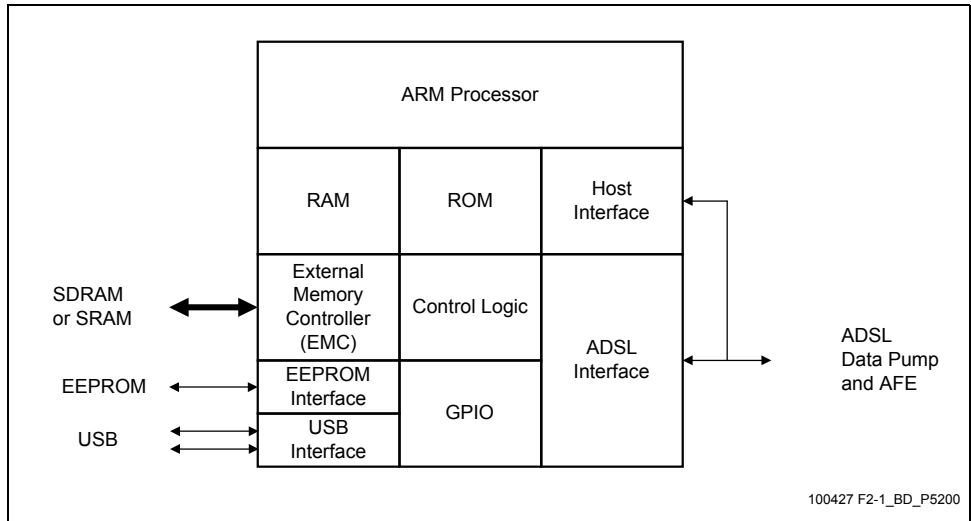 ARM Processor
RAM
ROM
Host
Interface
SDRAM
or SRAM
External
Memory
Controller
(EMC)
Control Logic
ADSL
Interface
ADSL
Data Pump
and AFE
EEPROM
EEPROM
Interface
GPIO
USB
USB
Interface
100427 F2-1_BD_P5200